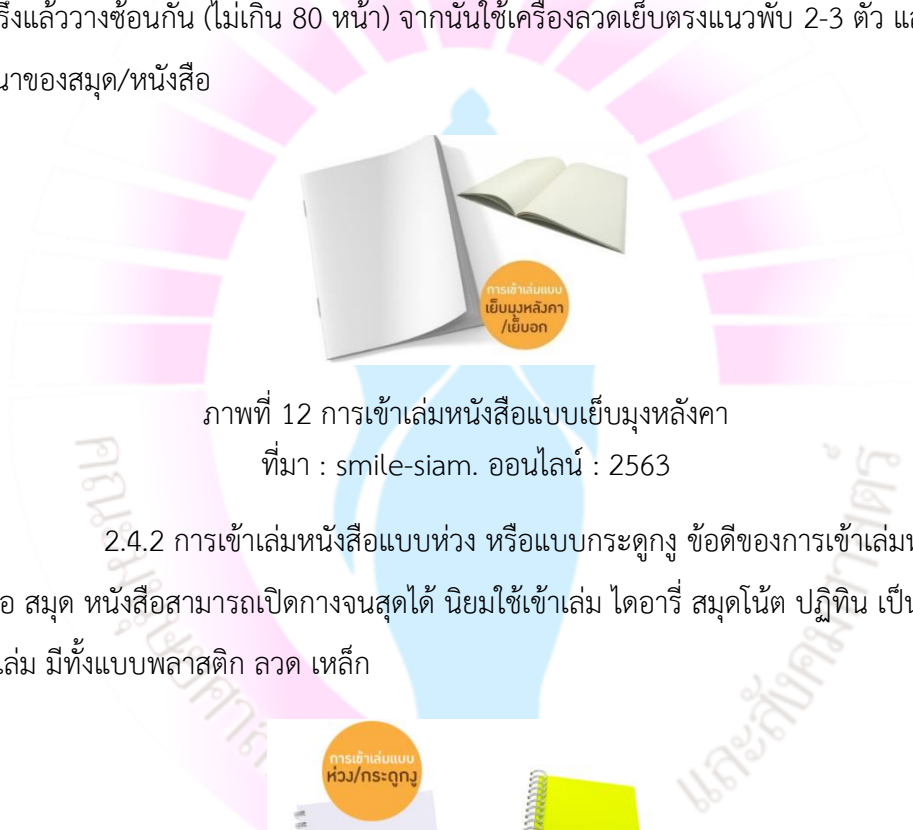 รึ่งแล้ววางซ้อนกัน (ไม่เกิน 80 หน้า) จากนั้นใช้เครื่องลวดเย็บตรงแนวพับ 2-3 ตัว
นาของสมุด/หนังสือ
การเข้าเล่มแบบ
เย็บมุงหลังคา
/เย็บอก
ภาพที่ 12 การเข้าเล่มหนังสือแบบเย็บมุงหลังคา
ที่มา : smile-siam. ออนไลน์ : 2563
2.4.2 การเข้าเล่มหนังสือแบบห่วง หรือแบบกระดูกงู ข้อดีของการเข้าเล่ม
อ สมุด หนังสือสามารถเปิดกางจนสุดได้ นิยมใช้เข้าเล่ม ไดอารี่ สมุดโน้ต ปฏิทิน เป็น
เล่ม มีทั้งแบบพลาสติก ลวด เหล็ก
การเข้าเล่มแบบ
ห่วง/กระดูกงู
และสังคมศาสตร์